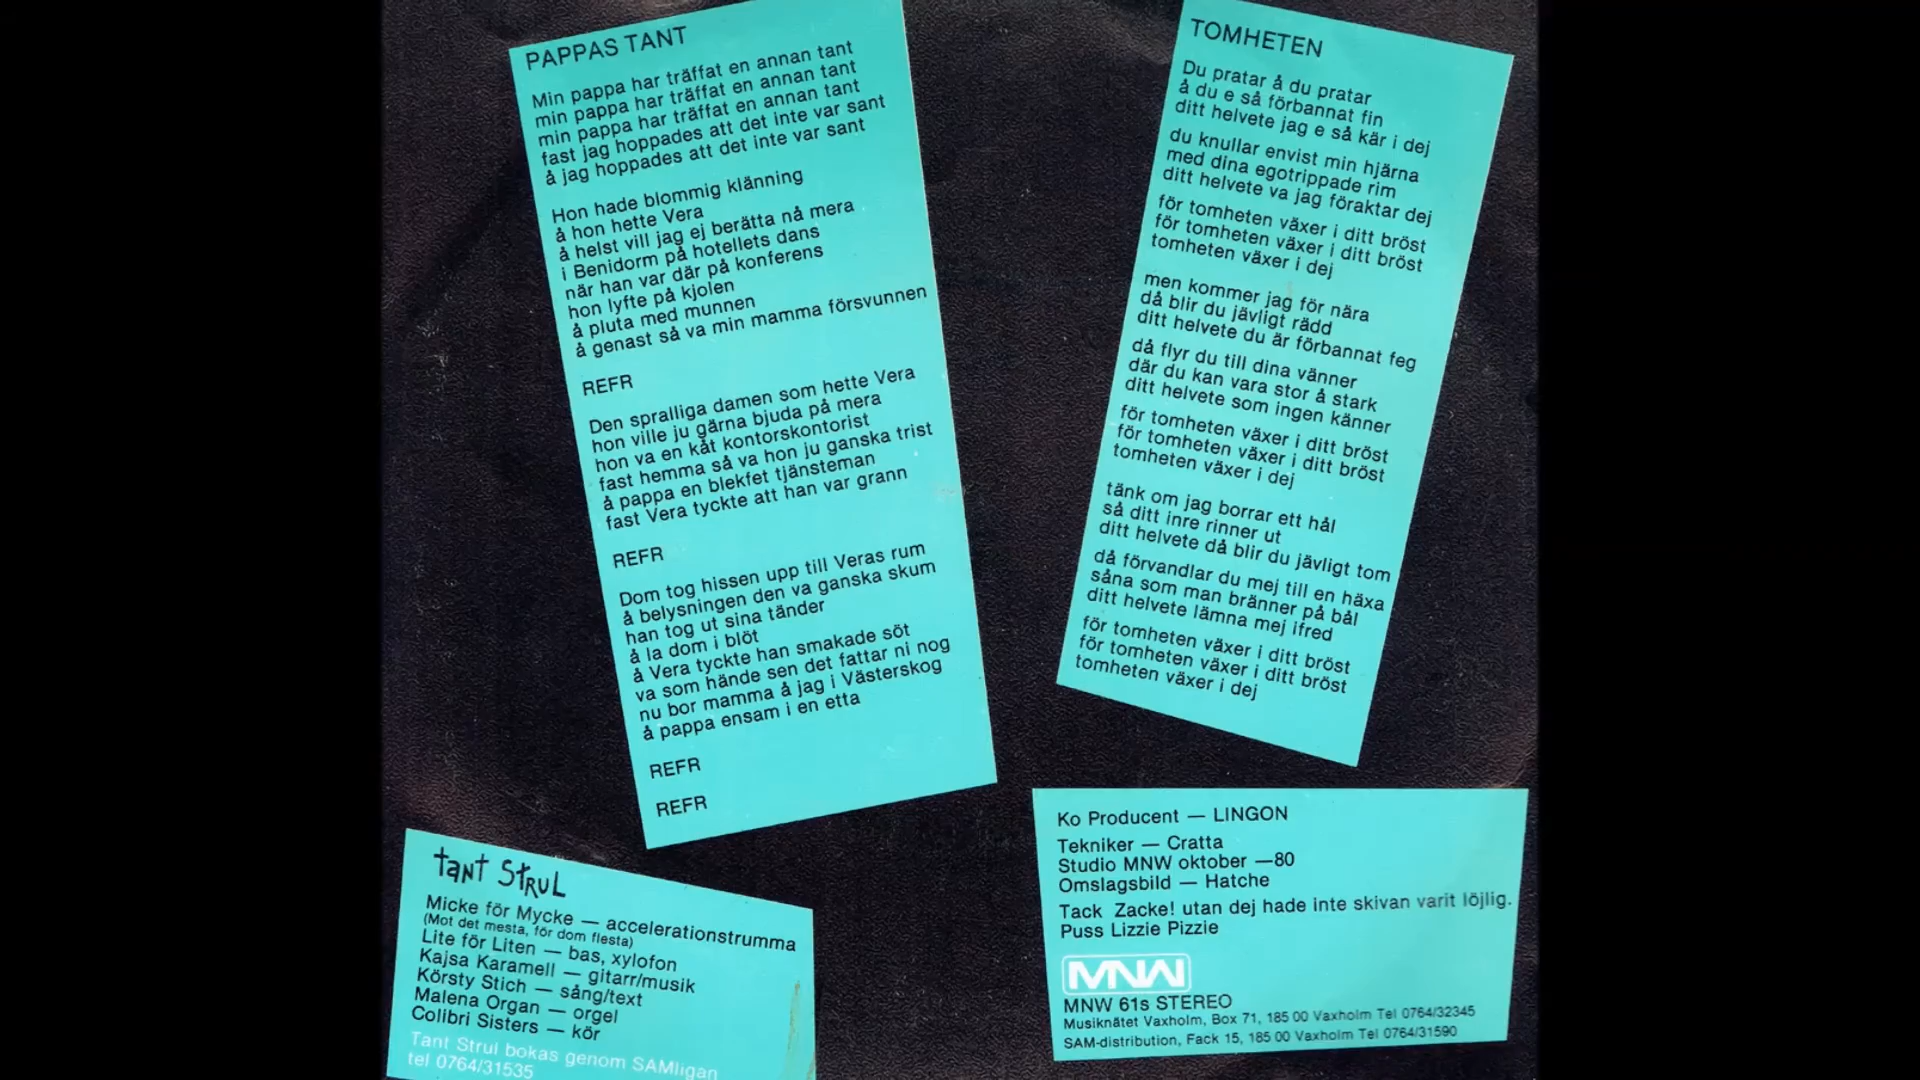 PAPPAS TANT
Min pappa har träffat en annan tant
min pappa har träffat en annan tant
min pappa har träffat en annan tant
fast jag hoppades att det inte var sant
å jag hoppades att det inte var sant
Hon hade blommig klänning
å hon hette Vera
å helst vill jag ej berätta nå mera
i Benidorm på hotellets dans
när han var där på konferens
hon lyfte på kjolen
å pluta med munnen
å genast så va min mamma försvunnen
REFR
Den spralliga damen som hette Vera
hon ville ju gärna bjuda på mera
hon va en kåt kontorskontorist
fast hemma så va hon ju ganska trist
å pappa en blekfet tjänsteman
fast Vera tyckte att han var grann
REFR
Dom tog hissen upp till Veras rum
å belysningen den va ganska skum
han tog ut sina tänder
å la dom i blöt
å Vera tyckte han smakade söt
va som hände sen det fattar ni nog
nu bor mamma å jag i Västerskog
å pappa ensam i en etta
REFR
REFR
TOMHETEN
Du pratar å du pratar
å du e så förbannat fin
ditt helvete jag e så kär i dej
du knullar envist min hjärna
med dina egotrippade rim
ditt helvete va jag föraktar dej
för tomheten växer i ditt bröst
för tomheten växer i ditt bröst
tomheten växer i dej
men kommer jag för nära
då blir du jävligt rädd
ditt helvete du är förbannat feg
då flyr du till dina vänner
där du kan vara stor å stark
ditt helvete som ingen känner
för tomheten växer i ditt bröst
för tomheten växer i ditt bröst
tomheten växer i dej
tänk om jag borrar ett hål
så ditt inre rinner ut
ditt helvete då blir du jävligt tom
då förvandlar du mej till en häxa
såna som man bränner på bål
ditt helvete lämna mej ifred
för tomheten växer i ditt bröst
för tomheten växer i ditt bröst
tomheten växer i dej
tant Strul
Micke för Mycke — accelerationstrumma
(Mot det mesta, för dom flesta)
Lite för Liten — bas, xylofon
Kajsa Karamell — gitarr/musik
Körsty Stich — sång/text
Malena Organ — orgel
Colibri Sisters — kör
Tant Strul bokas genom SAMligan
tel 0764/31535
Ko Producent — LINGON
Tekniker — Cratta
Studio MNW oktober —80
Omslagsbild — Hatche
Tack Zacke! utan dej hade inte skivan varit löjlig.
Puss Lizzie Pizzie
MNW
MNW 61s STEREO
Musiknätet Vaxholm, Box 71, 185 00 Vaxholm Tel 0764/32345
SAM-distribution, Fack 15, 185 00 Vaxholm Tel 0764/31590